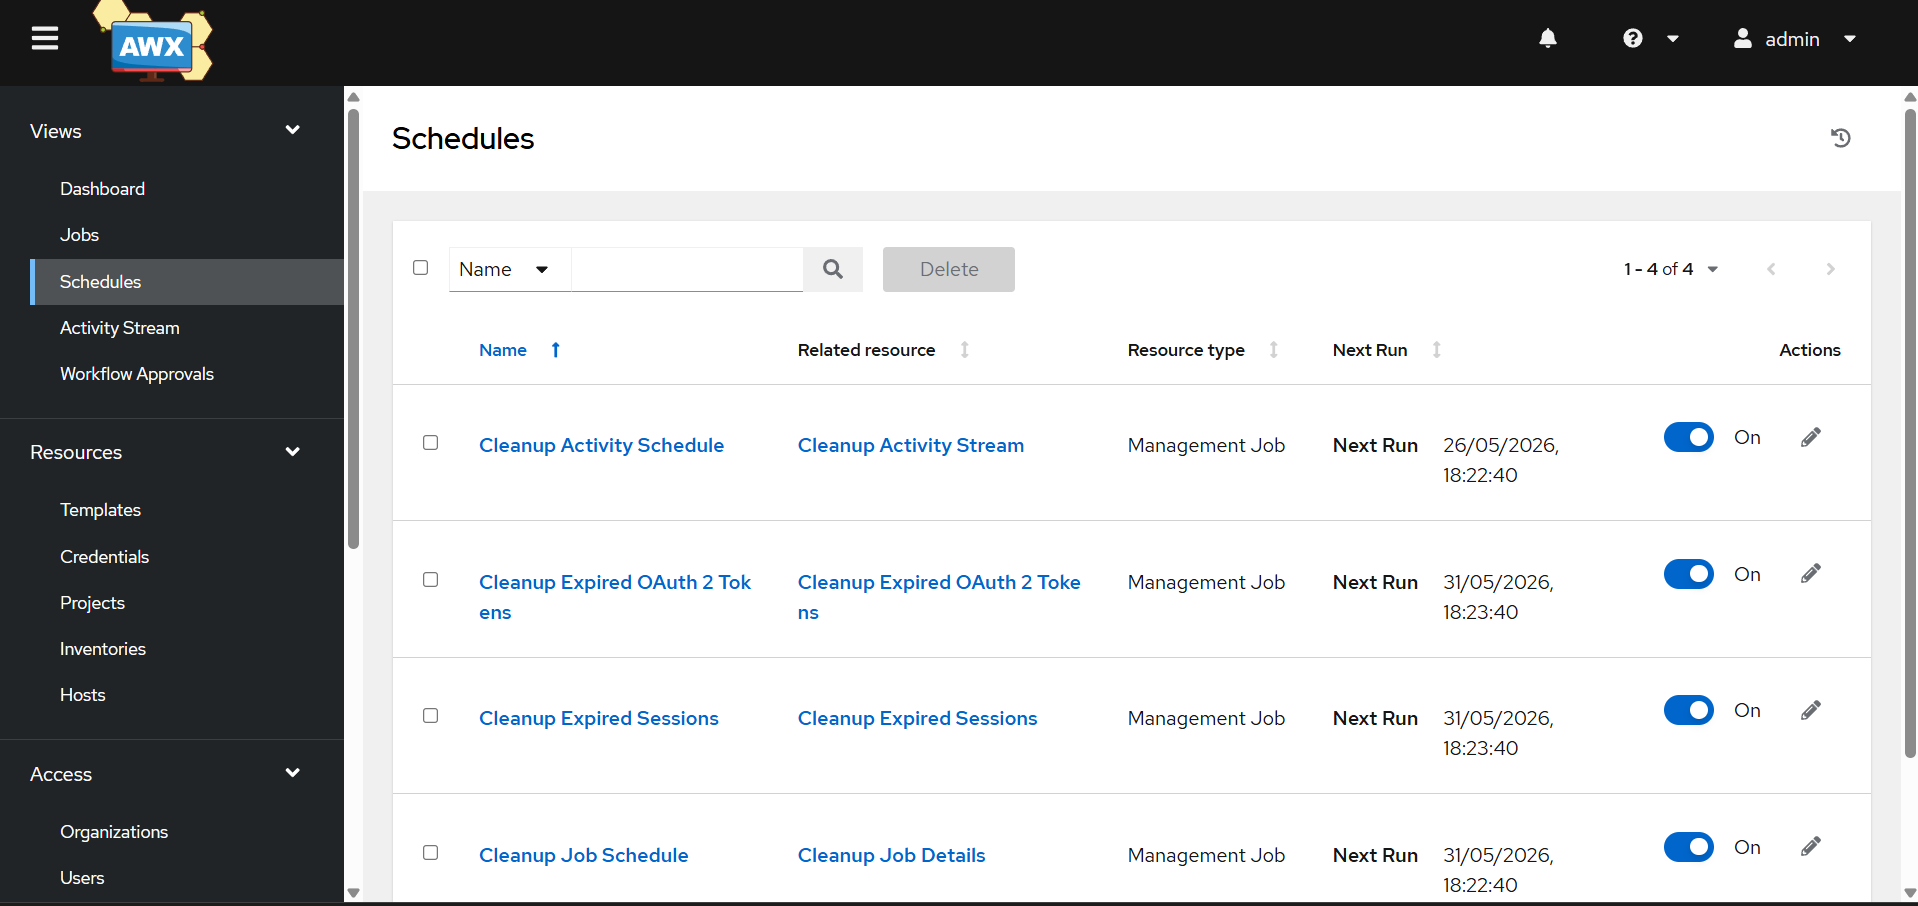 AWX
admin
Views
Dashboard
Jobs
Schedules
Activity Stream
Workflow Approvals
Resources
Templates
Credentials
Projects
Inventories
Hosts
Access
Organizations
Users
Schedules
Name
Delete
1 - 4 of 4
Name Related resource Resource type Next Run Actions
Cleanup Activity Schedule Cleanup Activity Stream Management Job Next Run 26/05/2026, On
18:22:40
Cleanup Expired OAuth 2 Tok Cleanup Expired OAuth 2 Toke Management Job Next Run 31/05/2026, On
ens ns 18:23:40
Cleanup Expired Sessions Cleanup Expired Sessions Management Job Next Run 31/05/2026, On
18:23:40
Cleanup Job Schedule Cleanup Job Details Management Job Next Run 31/05/2026, On
18:22:40